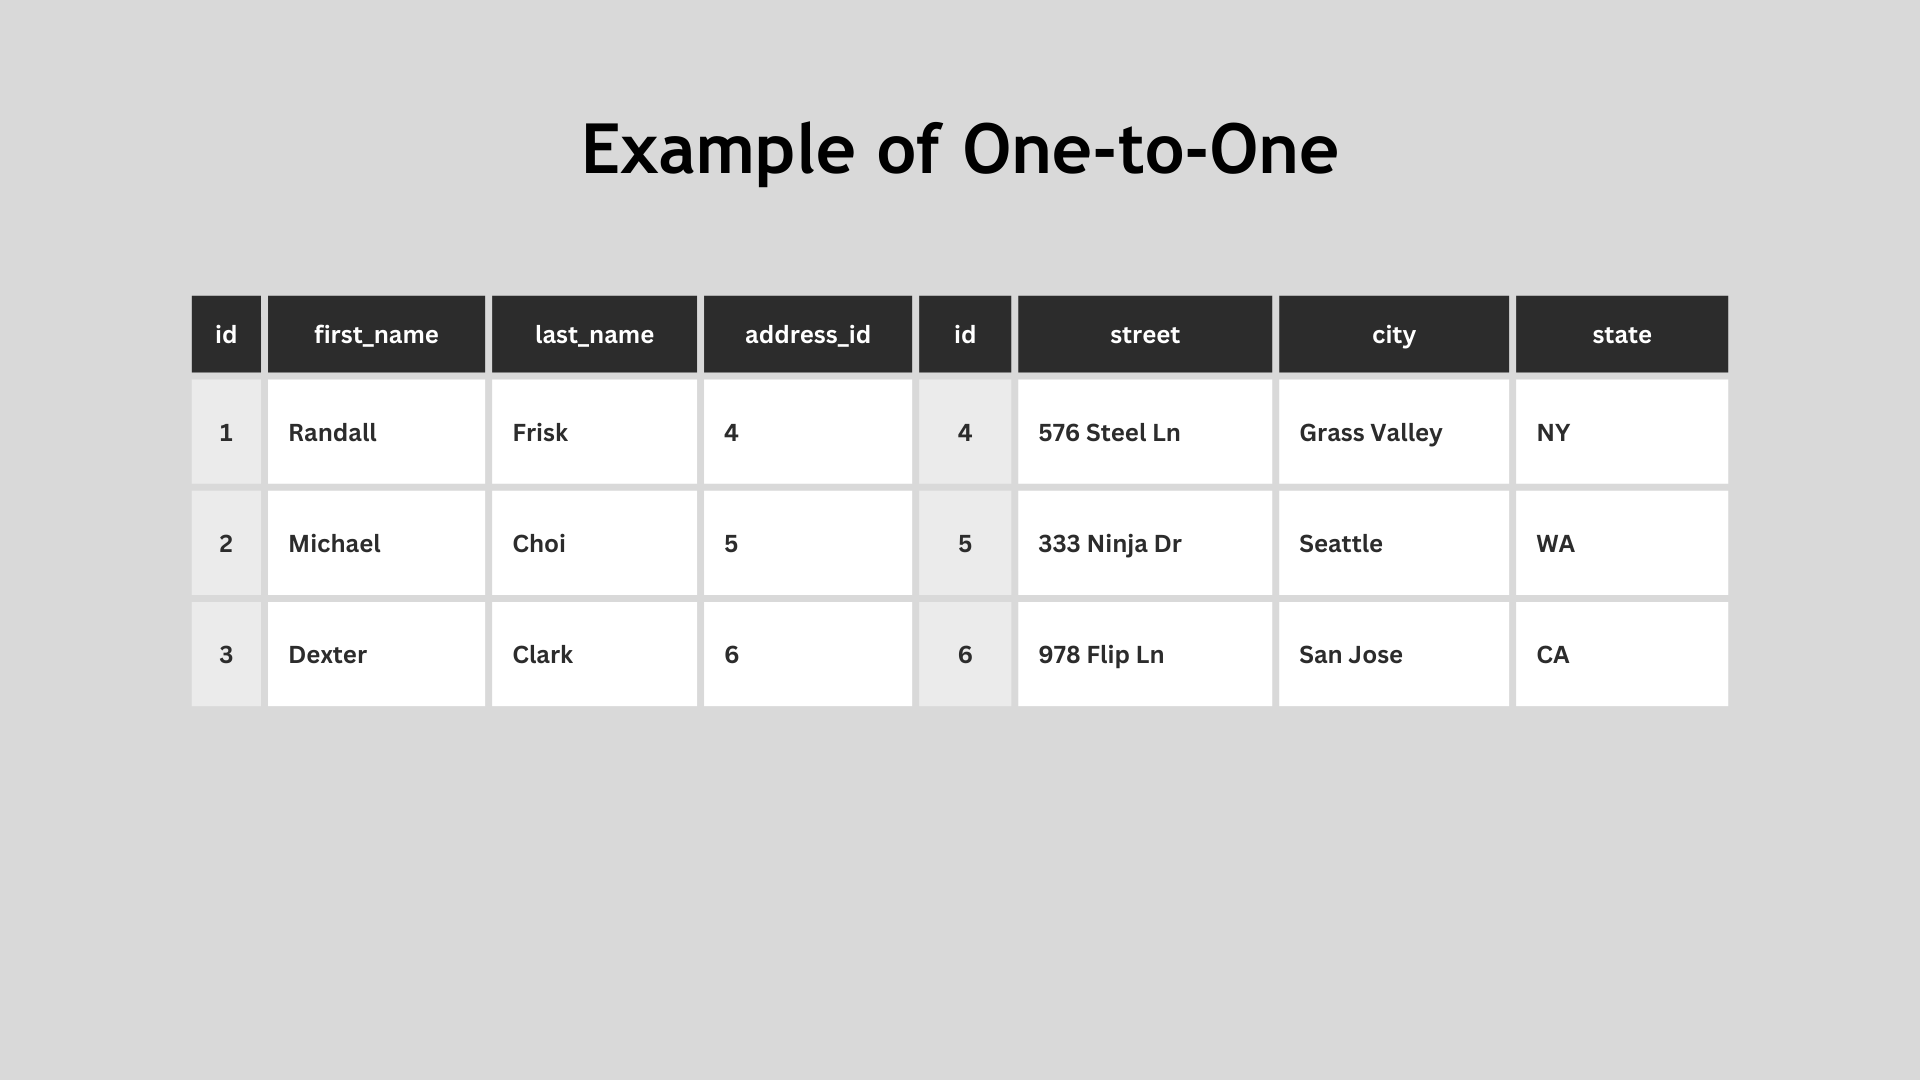 Example of One-to-One
id first_name last_name address_id id street city state
1 Randall Frisk 4 4 576 Steel Ln Grass Valley NY
2 Michael Choi 5 5 333 Ninja Dr Seattle WA
3 Dexter Clark 6 6 978 Flip Ln San Jose CA